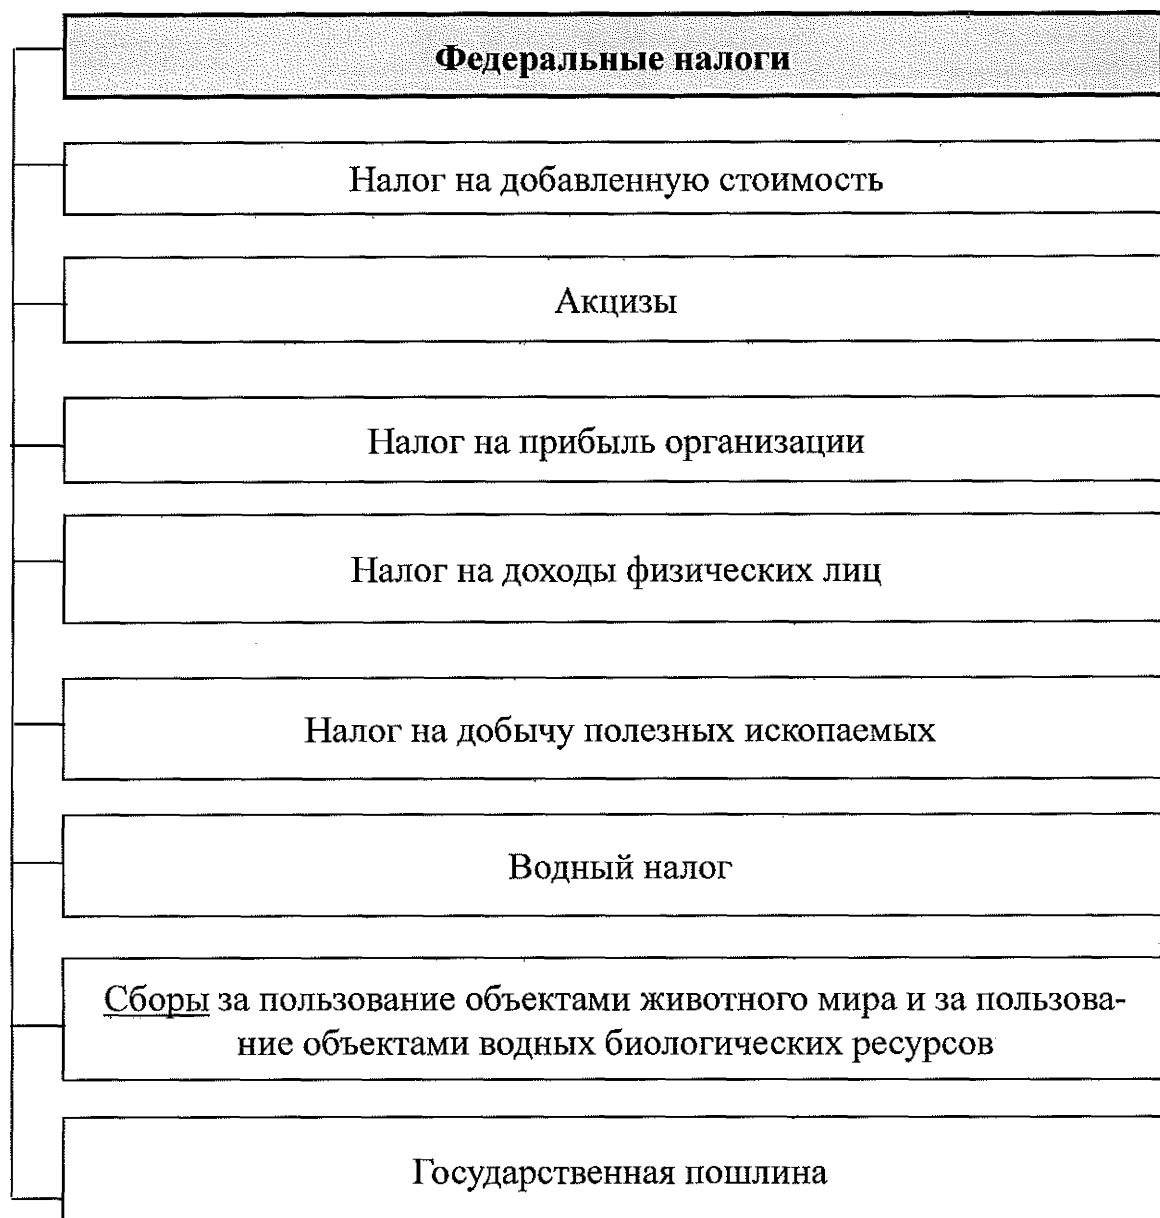 Федеральные налоги
Налог на добавленную стоимость
Акцизы
Налог на прибыль организации
Налог на доходы физических лиц
Налог на добычу полезных ископаемых
Водный налог
Сборы за пользование объектами животного мира и за пользова-
ние объектами водных биологических ресурсов
Государственная пошлина